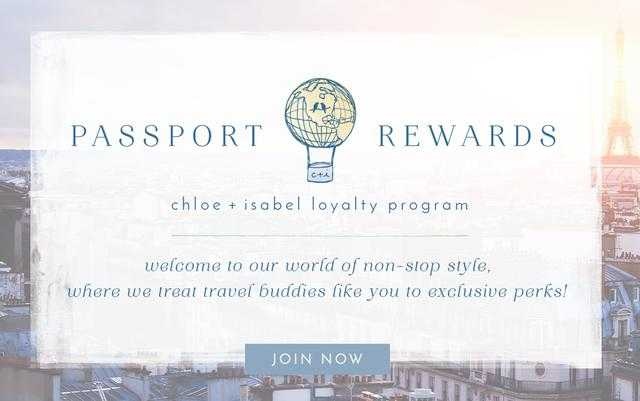 PASSPORT REWARDS
c+i
chloe + isabel loyalty program
welcome to our world of non-stop style,
where we treat travel buddies like you to exclusive perks!
JOIN NOW